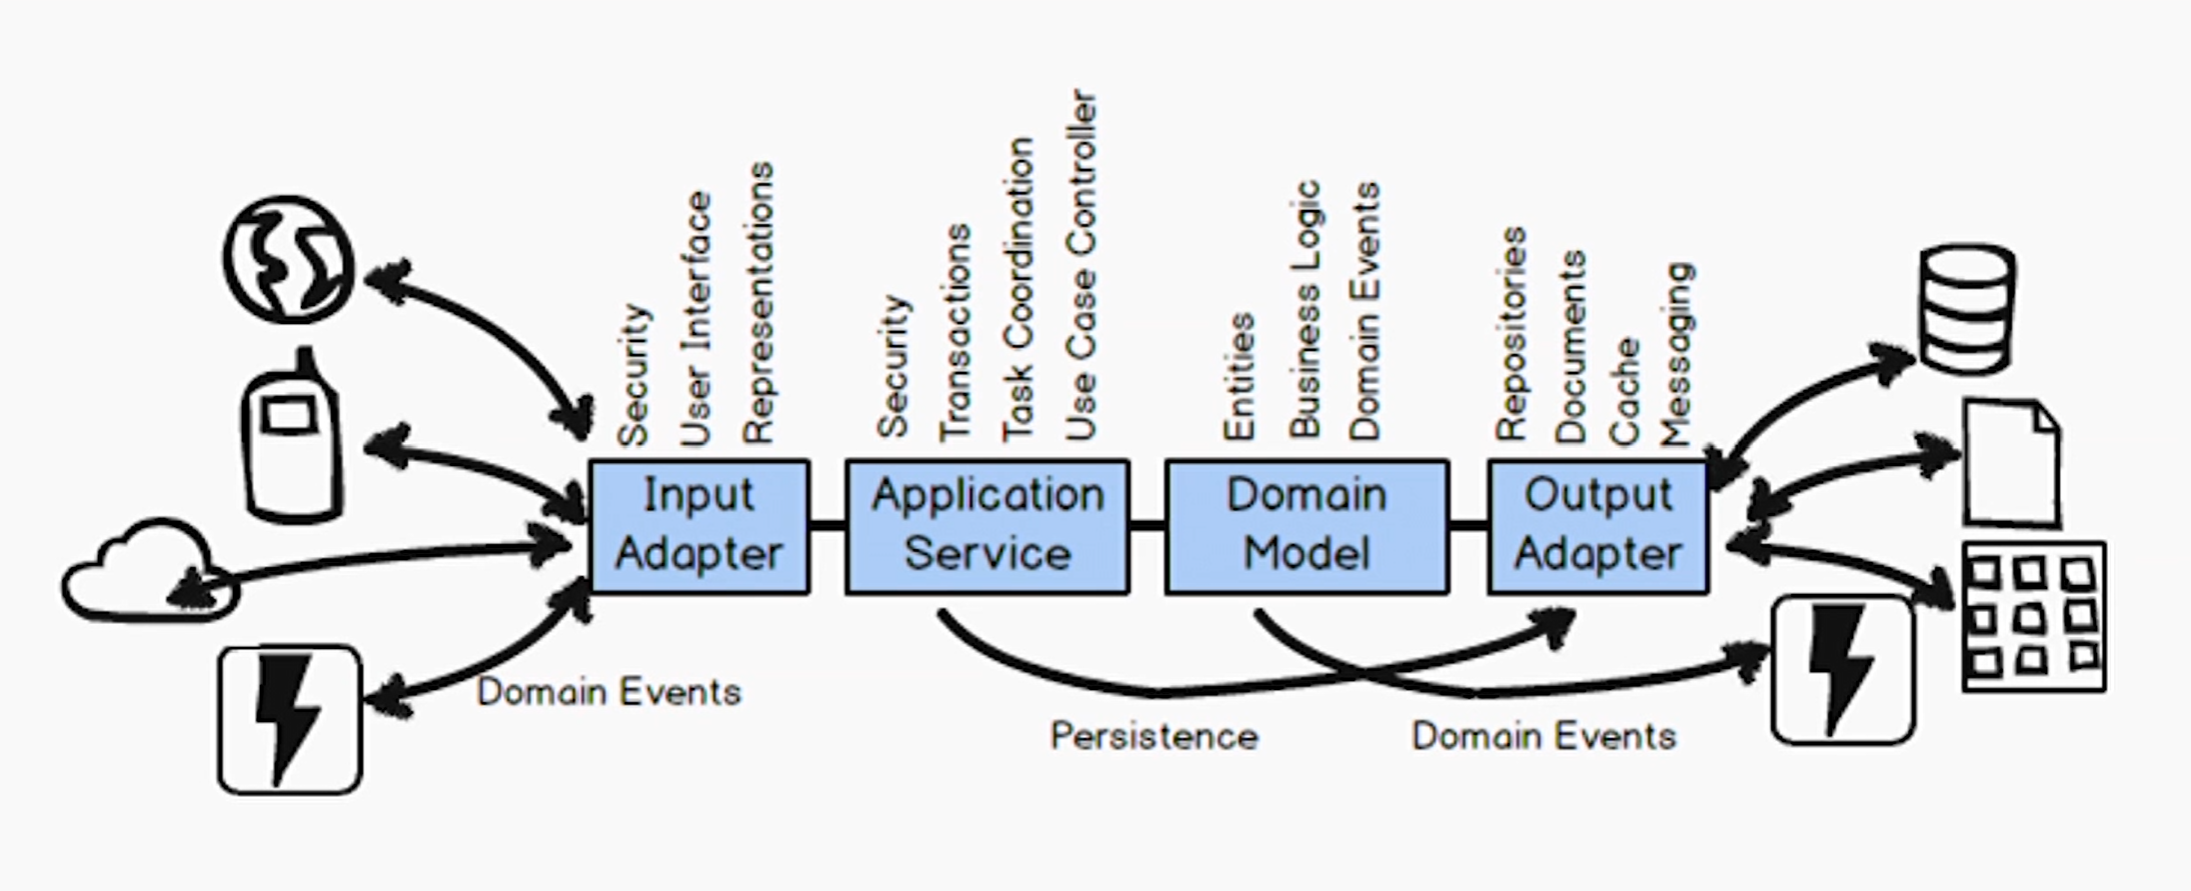 Security
User Interface
Representations
Security
Transactions
Task Coordination
Use Case Controller
Entities
Business Logic
Domain Events
Repositories
Documents
Cache
Messaging
Input
Adapter
Application
Service
Domain
Model
Output
Adapter
Domain Events
Persistence
Domain Events